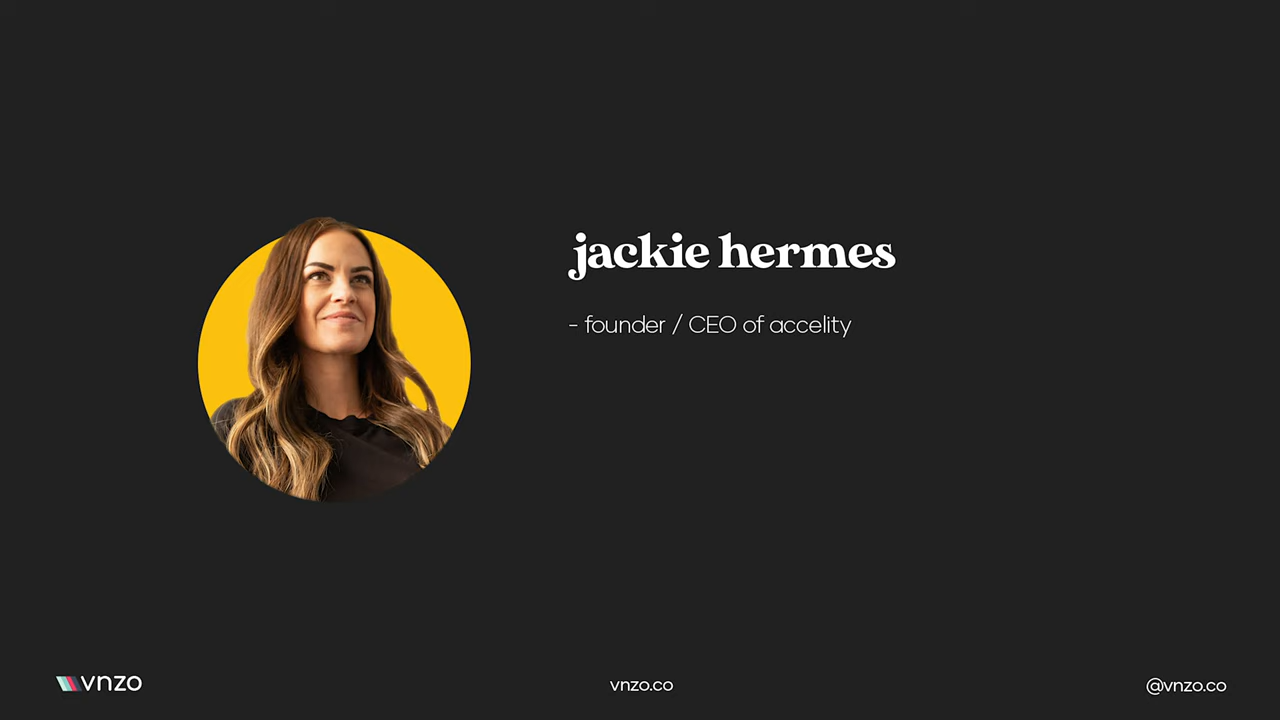 jackie hermes
- founder / CEO of accelity
vnzo
vnzo.co
@vnzo.co